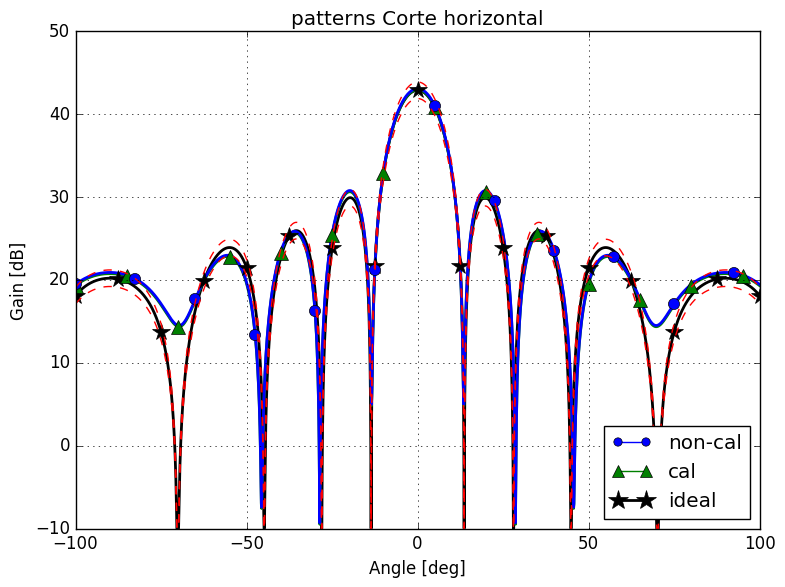 patterns Corte horizontal
Gain [dB]
50
40
30
20
10
0
−10
−100
−50
0
50
100
Angle [deg]
non-cal
cal
ideal